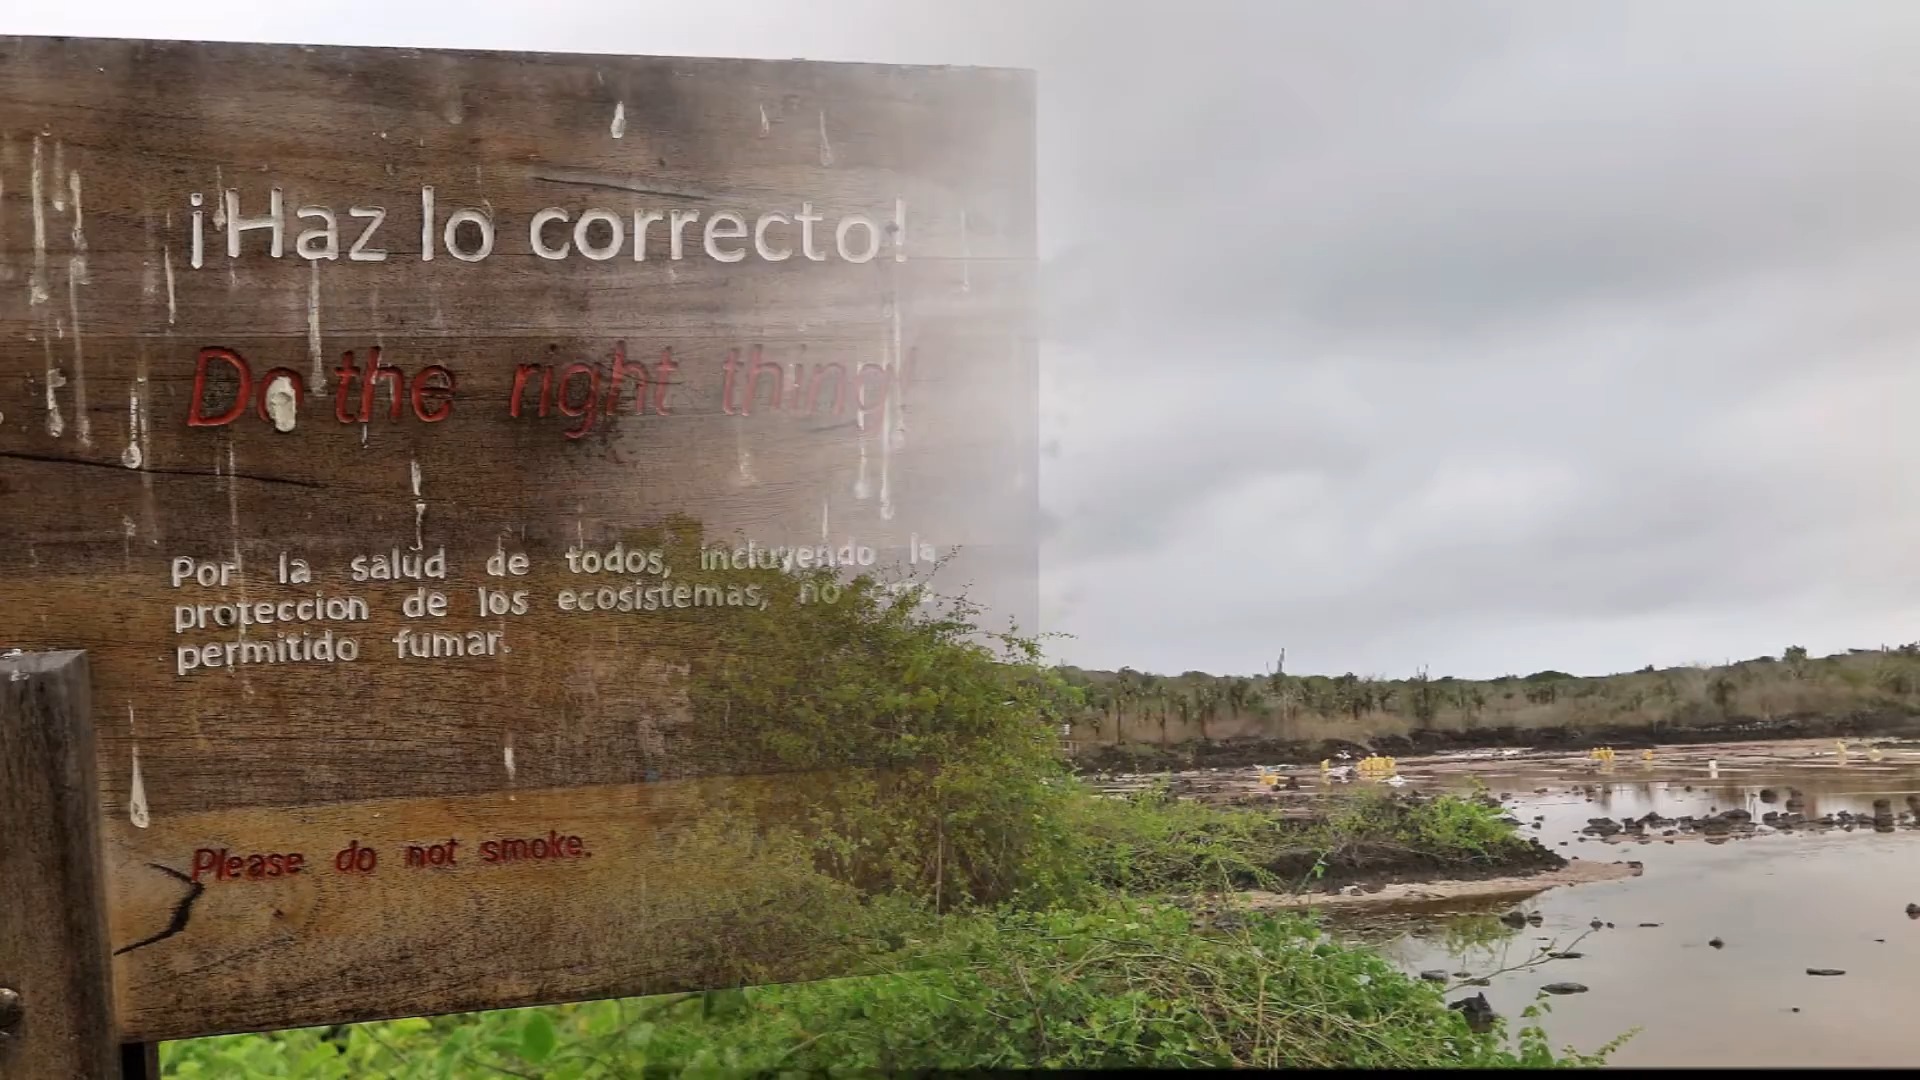 ¡Haz lo correcto!
Do the right thing!
Por la salud de todos, incluyendo la
proteccion de los ecosistemas, no
permitido fumar.
Please do not smoke.